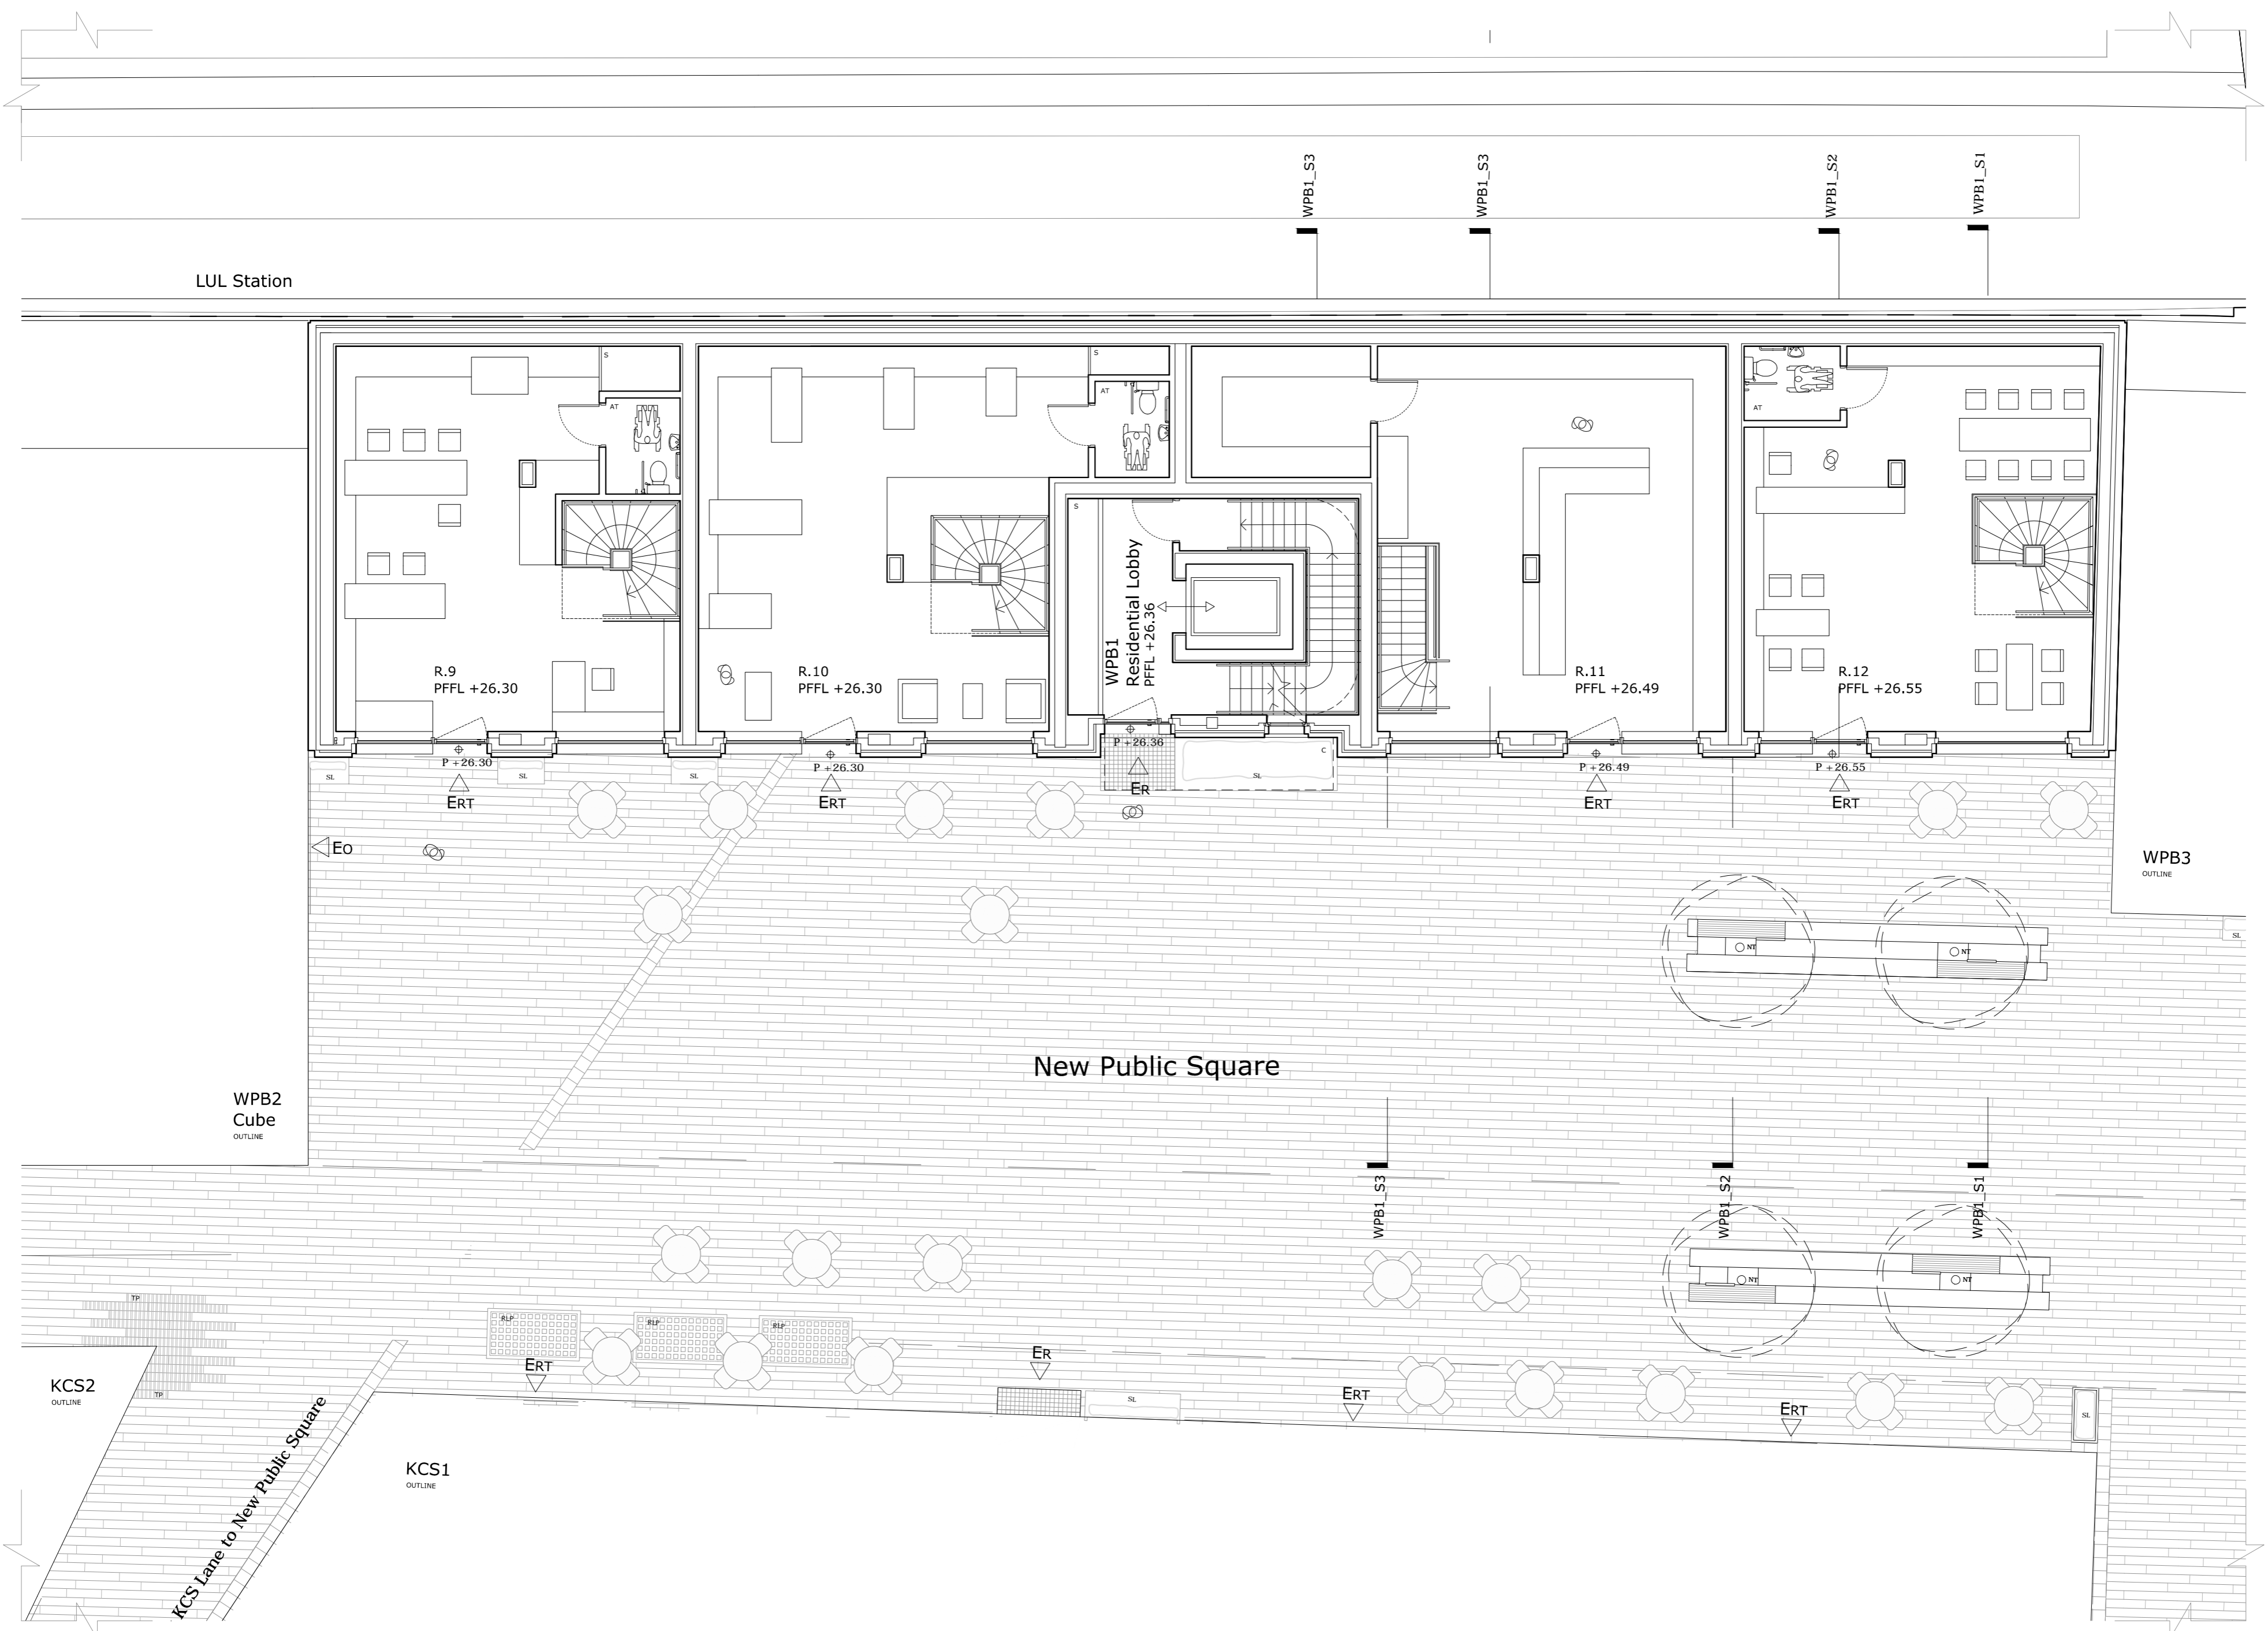 WPB1_S3
WPB1_S3
WPB1_S2
WPB1_S1
LUL Station
S
S
AT
AT
AT
S
WPB1
Residential Lobby
PFFL +26.36
R.9
PFFL +26.30
R.10
PFFL +26.30
R.11
PFFL +26.49
R.12
PFFL +26.55
P +26.30
P +26.30
P +26.36
P +26.49
P +26.55
C
SL
SL
SL
SL
ERT
ERT
ER
ERT
ERT
EO
WPB3
OUTLINE
SL
NT
NT
New Public Square
WPB2
Cube
OUTLINE
WPB1_S3
WPB1_S2
WPB1_S1
NT
NT
TP
TP
RLP
RLP
RLP
ERT
ER
ERT
ERT
SL
SL
KCS2
OUTLINE
KCS Lane to New Public Square
KCS1
OUTLINE